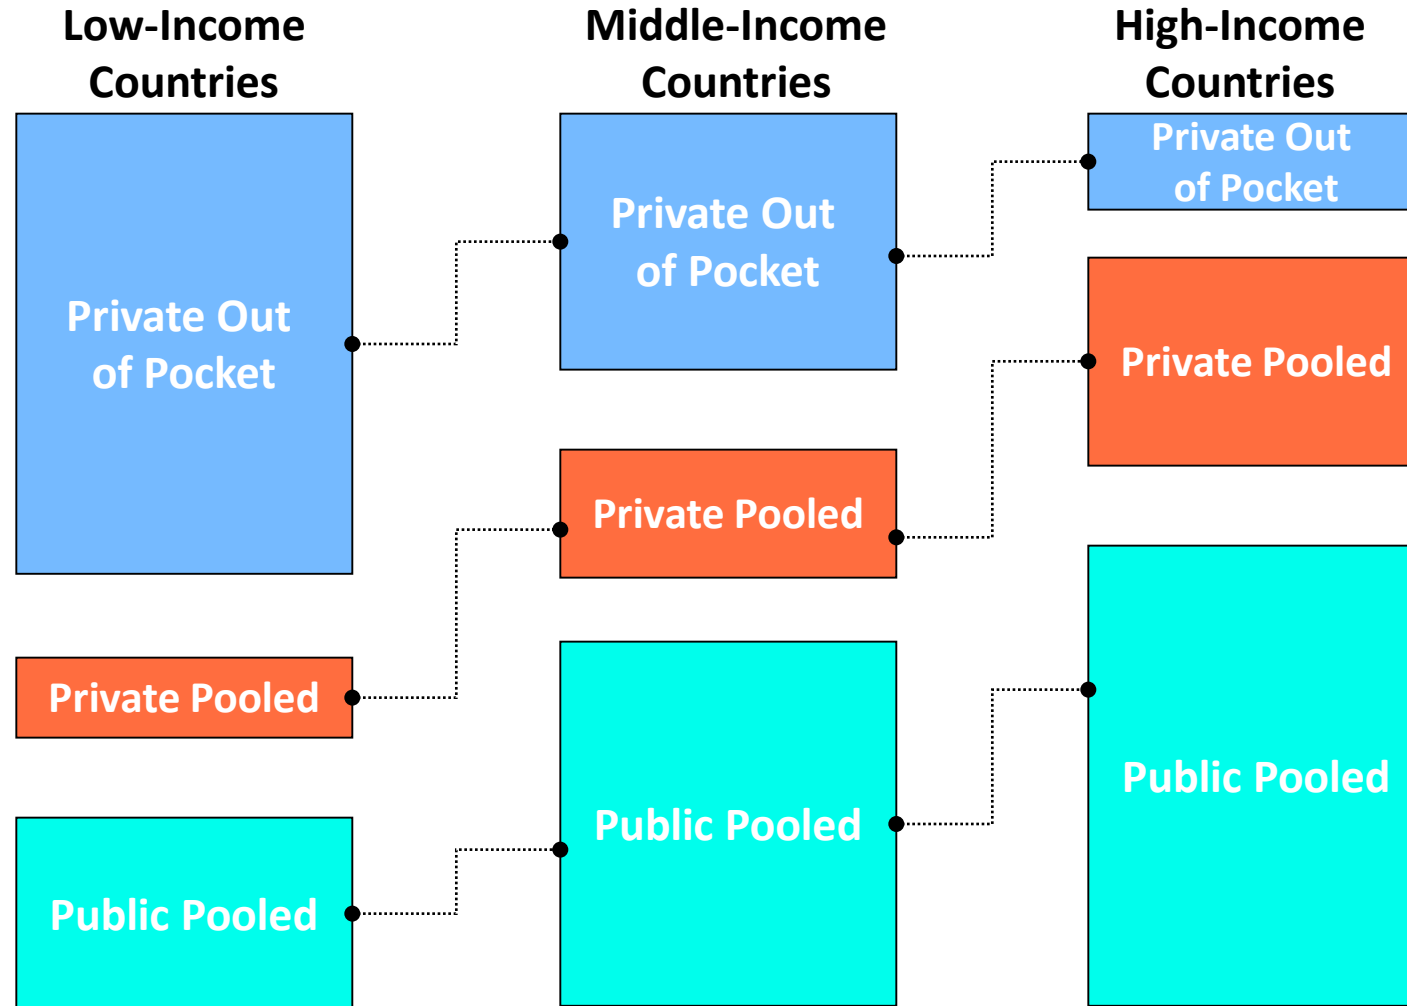 Low-Income
Countries
Private Out
of Pocket
Private Pooled
Public Pooled
Middle-Income
Countries
Private Out
of Pocket
Private Pooled
Public Pooled
High-Income
Countries
Private Out
of Pocket
Private Pooled
Public Pooled